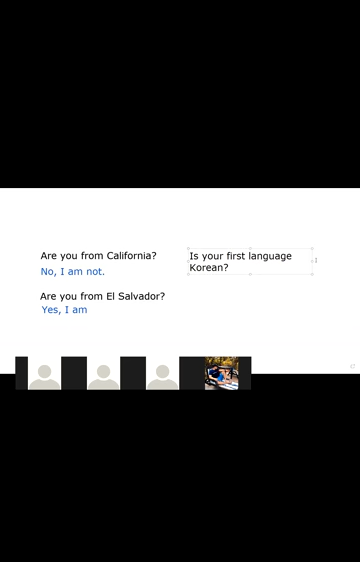 Are you from California?
No, I am not.
Are you from El Salvador?
Yes, I am
Is your first language
Korean?